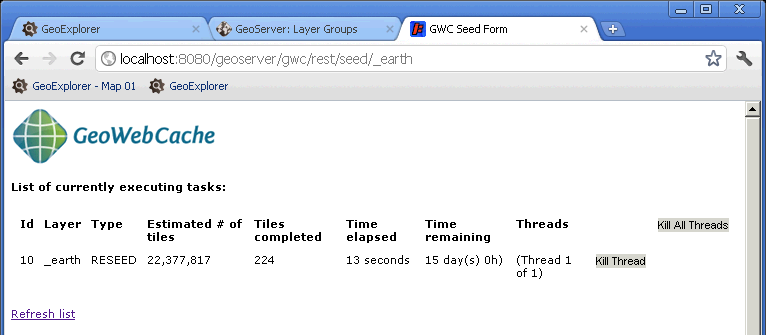 GeoExplorer GeoServer: Layer Groups GWC Seed Form
localhost:8080/geoserver/gwc/rest/seed/_earth
GeoExplorer - Map 01 GeoExplorer
GeoWebCache
List of currently executing tasks:
Id Layer Type Estimated # of tiles Tiles completed Time elapsed Time remaining Threads Kill All Threads
10 _earth RESEED 22,377,817 224 13 seconds 15 day(s) 0h) (Thread 1 of 1) Kill Thread
Refresh list